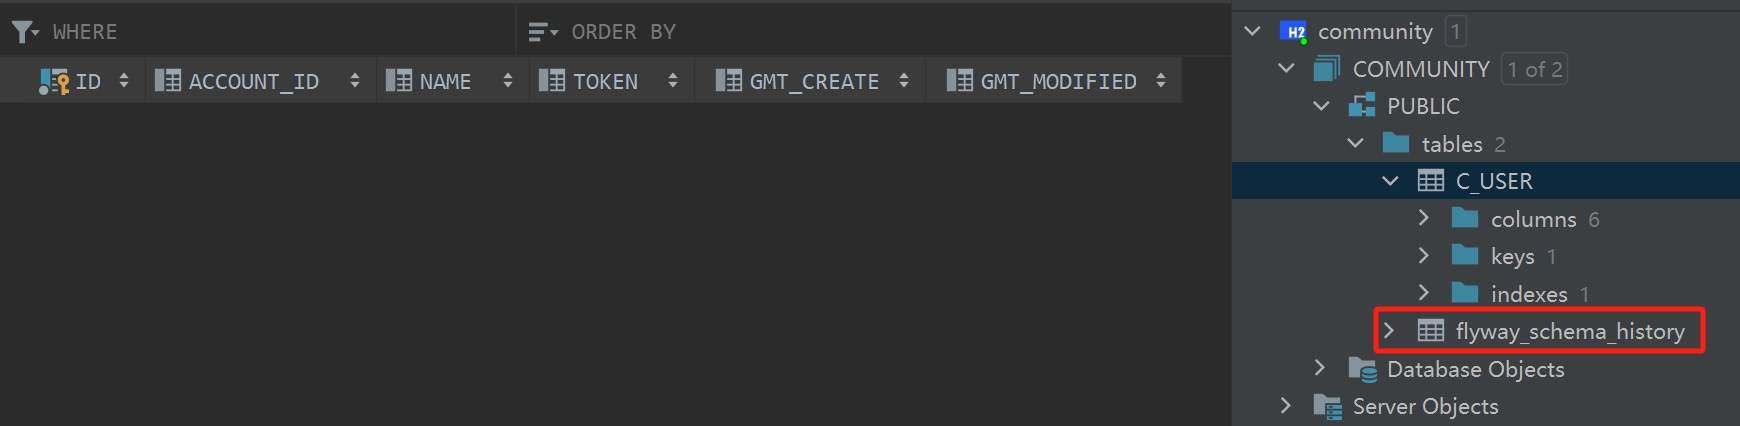 WHERE ORDER BY
ID ACCOUNT_ID NAME TOKEN GMT_CREATE GMT_MODIFIED
H2 community 1
COMMUNITY 1 of 2
PUBLIC
tables 2
C_USER
columns 6
keys 1
indexes 1
flyway_schema_history
Database Objects
Server Objects